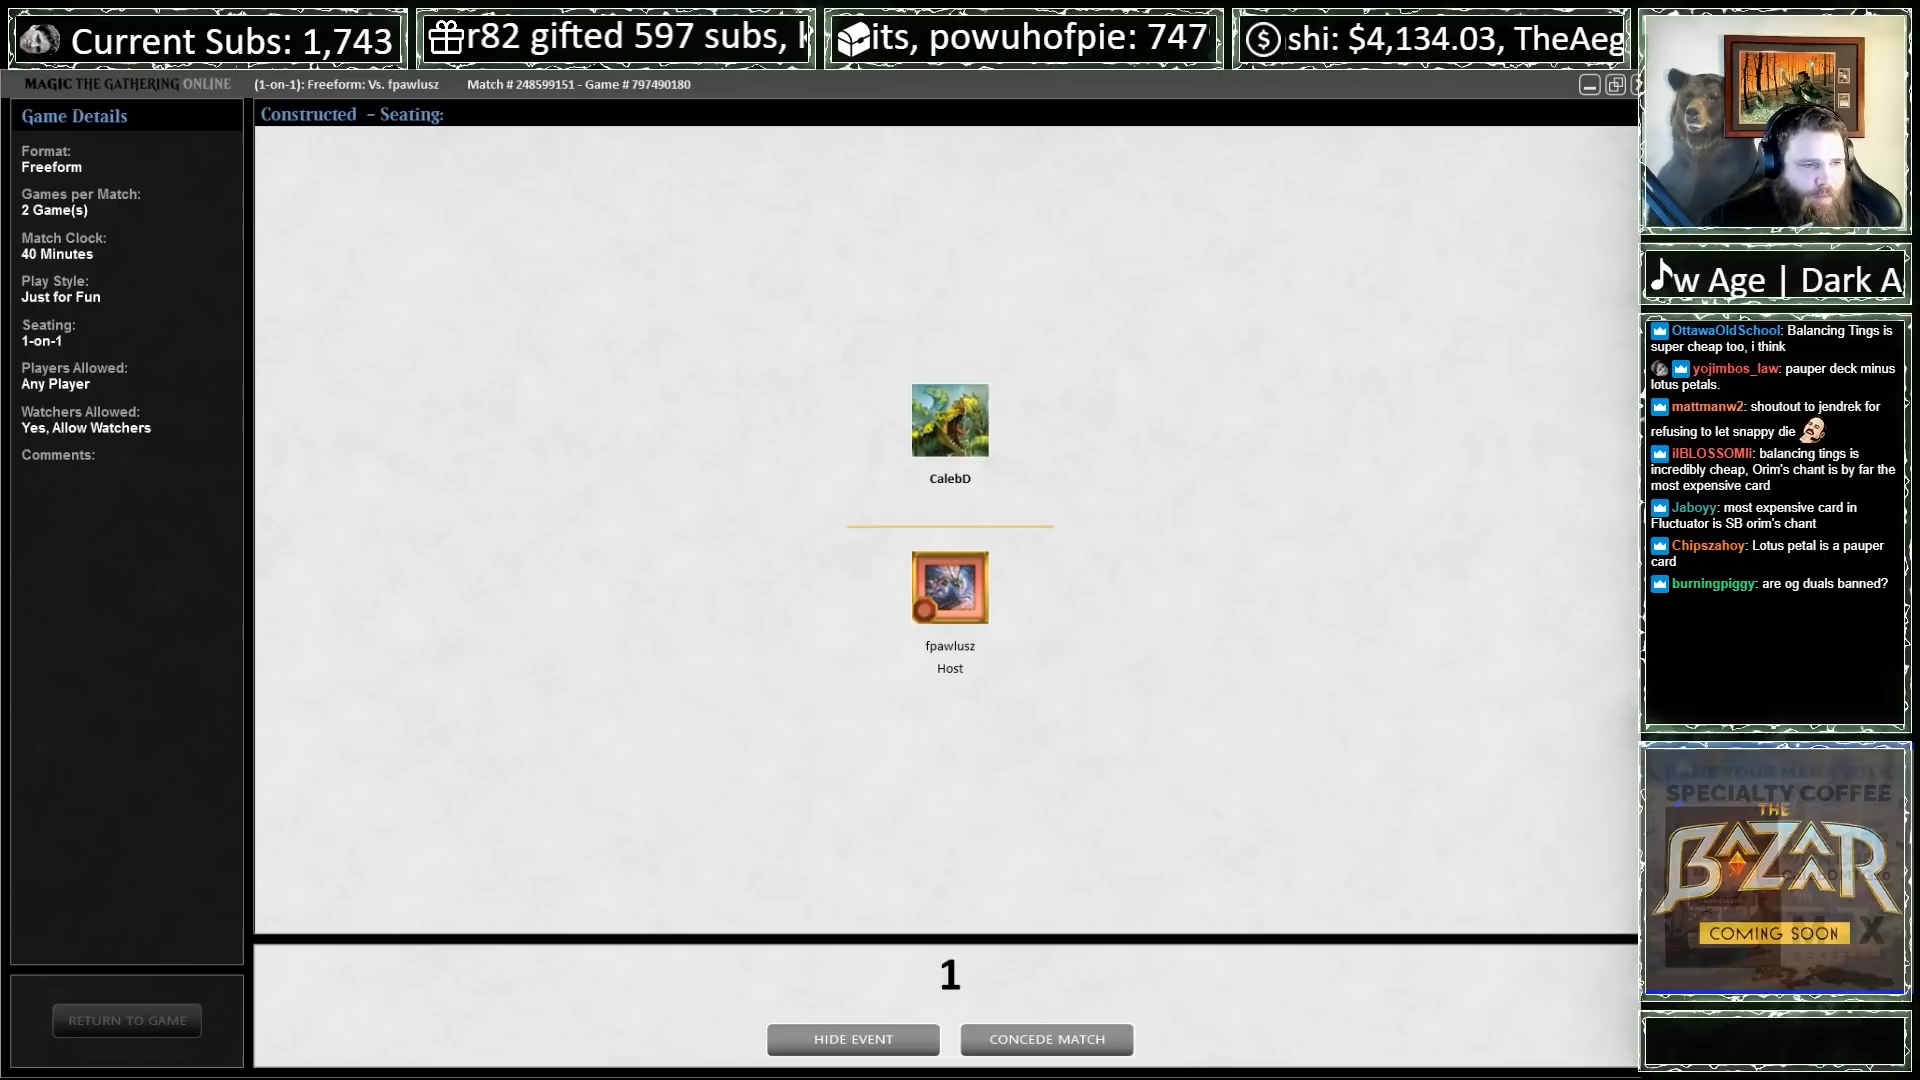 Current Subs: 1,743
r82 gifted 597 subs,
its, powuhofpie: 747
shi: $4,134.03, TheAeg
MAGIC THE GATHERING ONLINE
(1-on-1): Freeform: Vs. fpawlusz
Match # 248599151 - Game # 797490180
Game Details
Format:
Freeform
Games per Match:
2 Game(s)
Match Clock:
40 Minutes
Play Style:
Just for Fun
Seating:
1-on-1
Players Allowed:
Any Player
Watchers Allowed:
Yes, Allow Watchers
Comments:
RETURN TO GAME
Constructed – Seating:
CalebD
fpawlusz
Host
1
HIDE EVENT
CONCEDE MATCH
w Age | Dark A
OttawaOldSchool: Balancing Tings is
super cheap too, i think
yojimbos_law: pauper deck minus
lotus petals.
mattmanw2: shoutout to jendrek for
refusing to let snappy die
ilBLOSSOMli: balancing tings is
incredibly cheap, Orim's chant is by far the
most expensive card
Jaboyy: most expensive card in
Fluctuator is SB orim's chant
Chipszahoy: Lotus petal is a pauper
card
burningpiggy: are og duals banned?
SPECIALTY COFFEE
THE
BAZAAR
COMING SOON